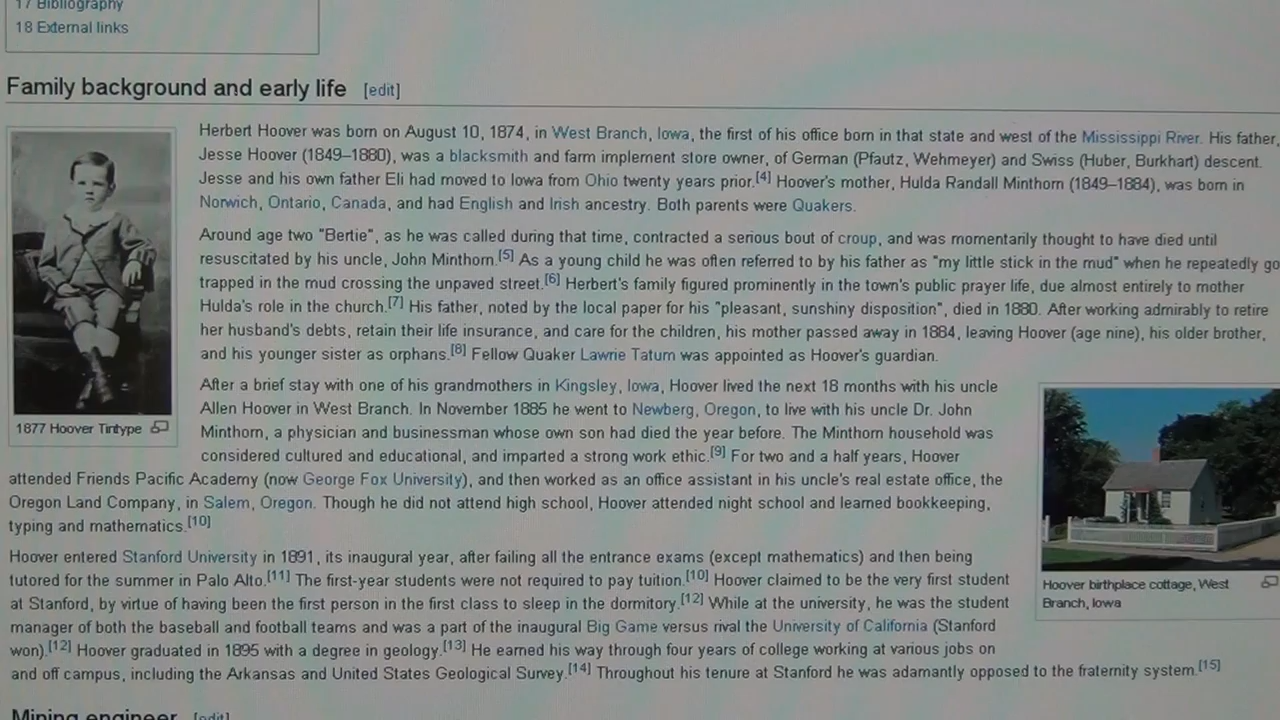 17 Bibliography
18 External links
Family background and early life [edit]
Herbert Hoover was born on August 10, 1874, in West Branch, Iowa, the first of his office born in that state and west of the Mississippi River. His father,
Jesse Hoover (1849–1880), was a blacksmith and farm implement store owner, of German (Pfautz, Wehmeyer) and Swiss (Huber, Burkhart) descent.
Jesse and his own father Eli had moved to Iowa from Ohio twenty years prior.[4] Hoover's mother, Hulda Randall Minthorn (1849–1884), was born in
Norwich, Ontario, Canada, and had English and Irish ancestry. Both parents were Quakers.
Around age two "Bertie", as he was called during that time, contracted a serious bout of croup, and was momentarily thought to have died until
resuscitated by his uncle, John Minthorn.[5] As a young child he was often referred to by his father as "my little stick in the mud" when he repeatedly go
trapped in the mud crossing the unpaved street.[6] Herbert's family figured prominently in the town's public prayer life, due almost entirely to mother
Hulda's role in the church.[7] His father, noted by the local paper for his "pleasant, sunshiny disposition", died in 1880. After working admirably to retire
her husband's debts, retain their life insurance, and care for the children, his mother passed away in 1884, leaving Hoover (age nine), his older brother,
and his younger sister as orphans.[8] Fellow Quaker Lawrie Tatum was appointed as Hoover's guardian.
1877 Hoover Tintype
After a brief stay with one of his grandmothers in Kingsley, Iowa, Hoover lived the next 18 months with his uncle
Allen Hoover in West Branch. In November 1885 he went to Newberg, Oregon, to live with his uncle Dr. John
Minthorn, a physician and businessman whose own son had died the year before. The Minthorn household was
considered cultured and educational, and imparted a strong work ethic.[9] For two and a half years, Hoover
attended Friends Pacific Academy (now George Fox University), and then worked as an office assistant in his uncle's real estate office, the
Oregon Land Company, in Salem, Oregon. Though he did not attend high school, Hoover attended night school and learned bookkeeping,
typing and mathematics.[10]
Hoover entered Stanford University in 1891, its inaugural year, after failing all the entrance exams (except mathematics) and then being
tutored for the summer in Palo Alto.[11] The first-year students were not required to pay tuition.[10] Hoover claimed to be the very first student
at Stanford, by virtue of having been the first person in the first class to sleep in the dormitory.[12] While at the university, he was the student
manager of both the baseball and football teams and was a part of the inaugural Big Game versus rival the University of California (Stanford
won).[12] Hoover graduated in 1895 with a degree in geology.[13] He earned his way through four years of college working at various jobs on
and off campus, including the Arkansas and United States Geological Survey.[14] Throughout his tenure at Stanford he was adamantly opposed to the fraternity system.[15]
Hoover birthplace cottage, West
Branch, Iowa
Mining engineer [edit]